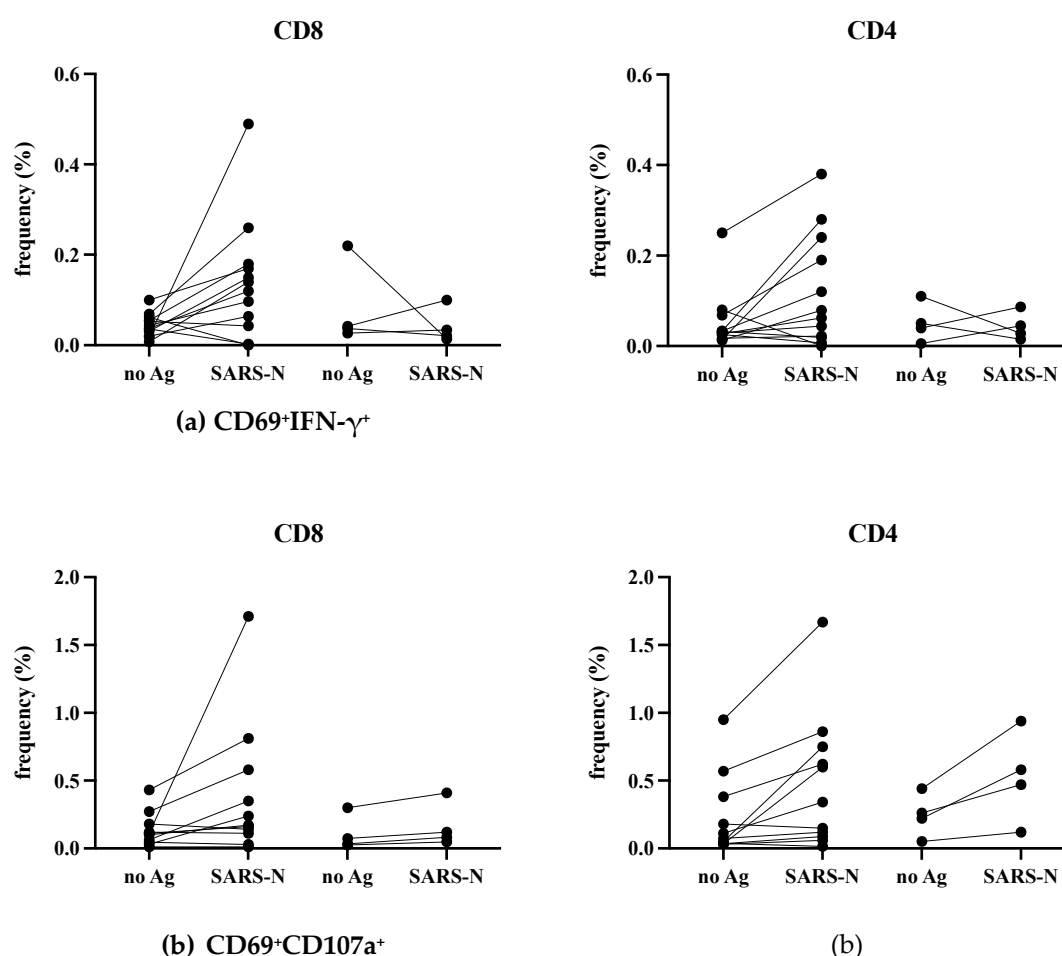 CD8
CD4
0.6
0.4
0.2
0.0
frequency (%)
no Ag SARS-N no Ag SARS-N
0.6
0.4
0.2
0.0
frequency (%)
no Ag SARS-N no Ag SARS-N
(a) CD69⁺IFN-γ⁺
CD8
CD4
2.0
1.5
1.0
0.5
0.0
frequency (%)
no Ag SARS-N no Ag SARS-N
2.0
1.5
1.0
0.5
0.0
frequency (%)
no Ag SARS-N no Ag SARS-N
(b) CD69⁺CD107a⁺
(b)